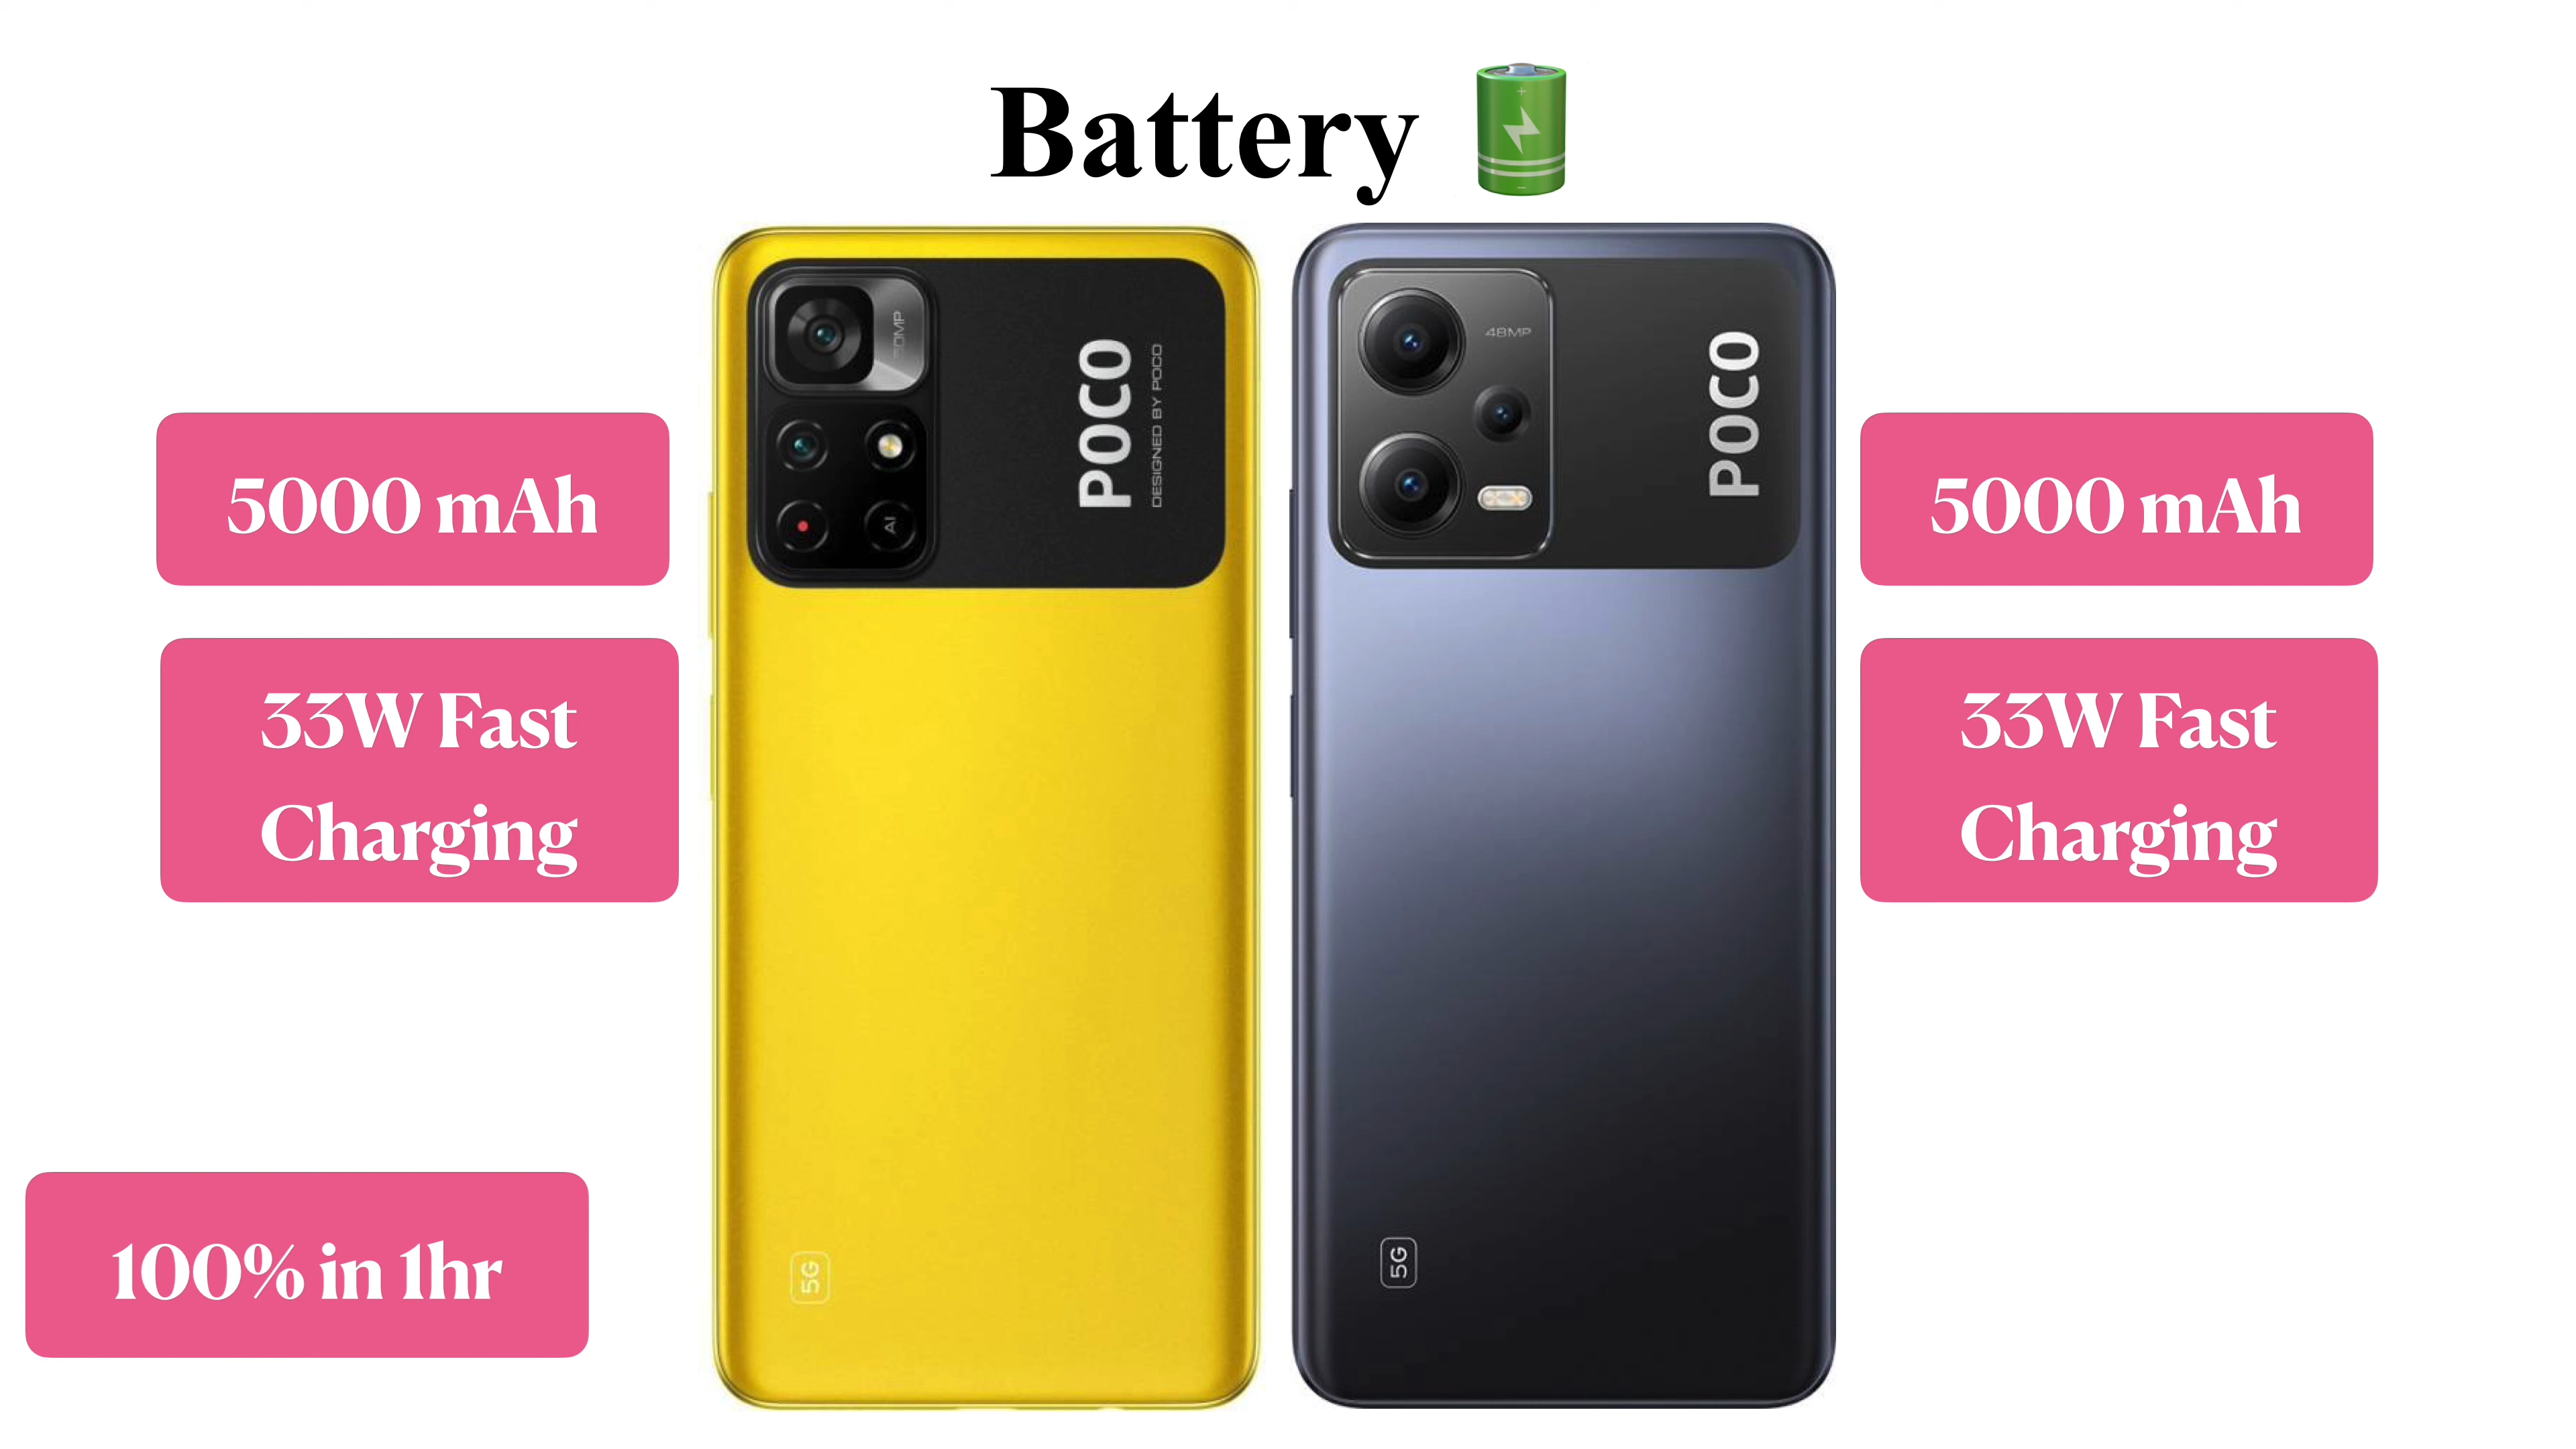 Battery
5000 mAh
33W Fast
Charging
100% in 1hr
POCO
DESIGNED BY POCO
AI
5G
48MP
POCO
5G
5000 mAh
33W Fast
Charging